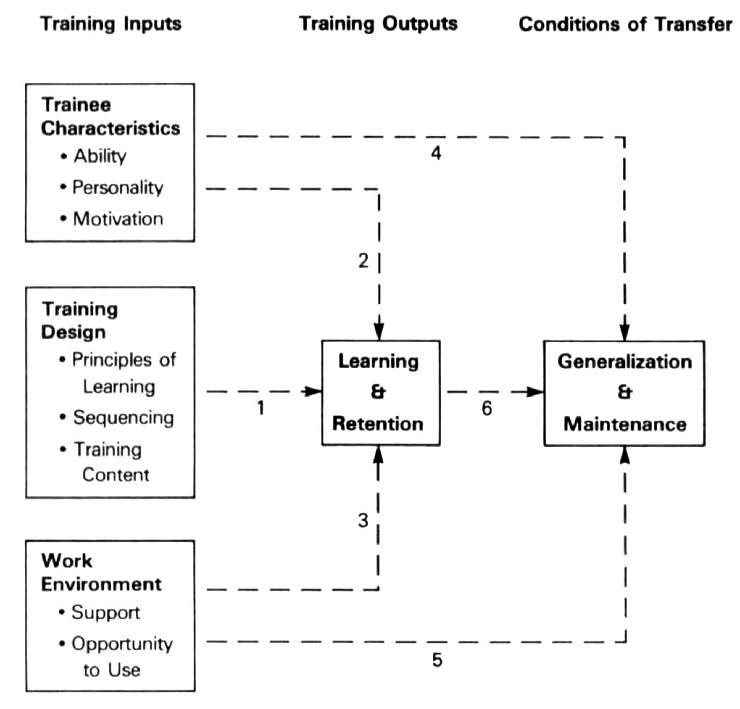 Training Inputs
Training Outputs
Conditions of Transfer
Trainee
Characteristics
• Ability
• Personality
• Motivation
4
2
Training
Design
• Principles of
Learning
• Sequencing
• Training
Content
1
Learning
&
Retention
6
Generalization
&
Maintenance
3
Work
Environment
• Support
• Opportunity
to Use
5